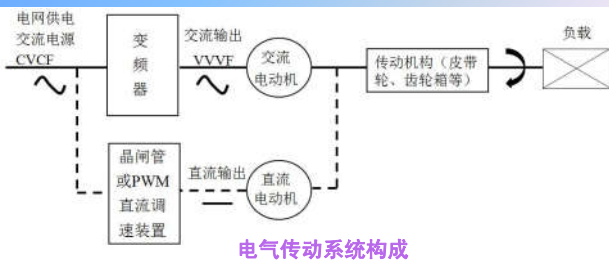 电网供电
交流电源
CVCF
变
频
器
交流输出
VVVF
交流
电动机
传动机构（皮带
轮、齿轮箱等）
负载
晶闸管
或PWM
直流调
速装置
直流输出
直流
电动机
电气传动系统构成